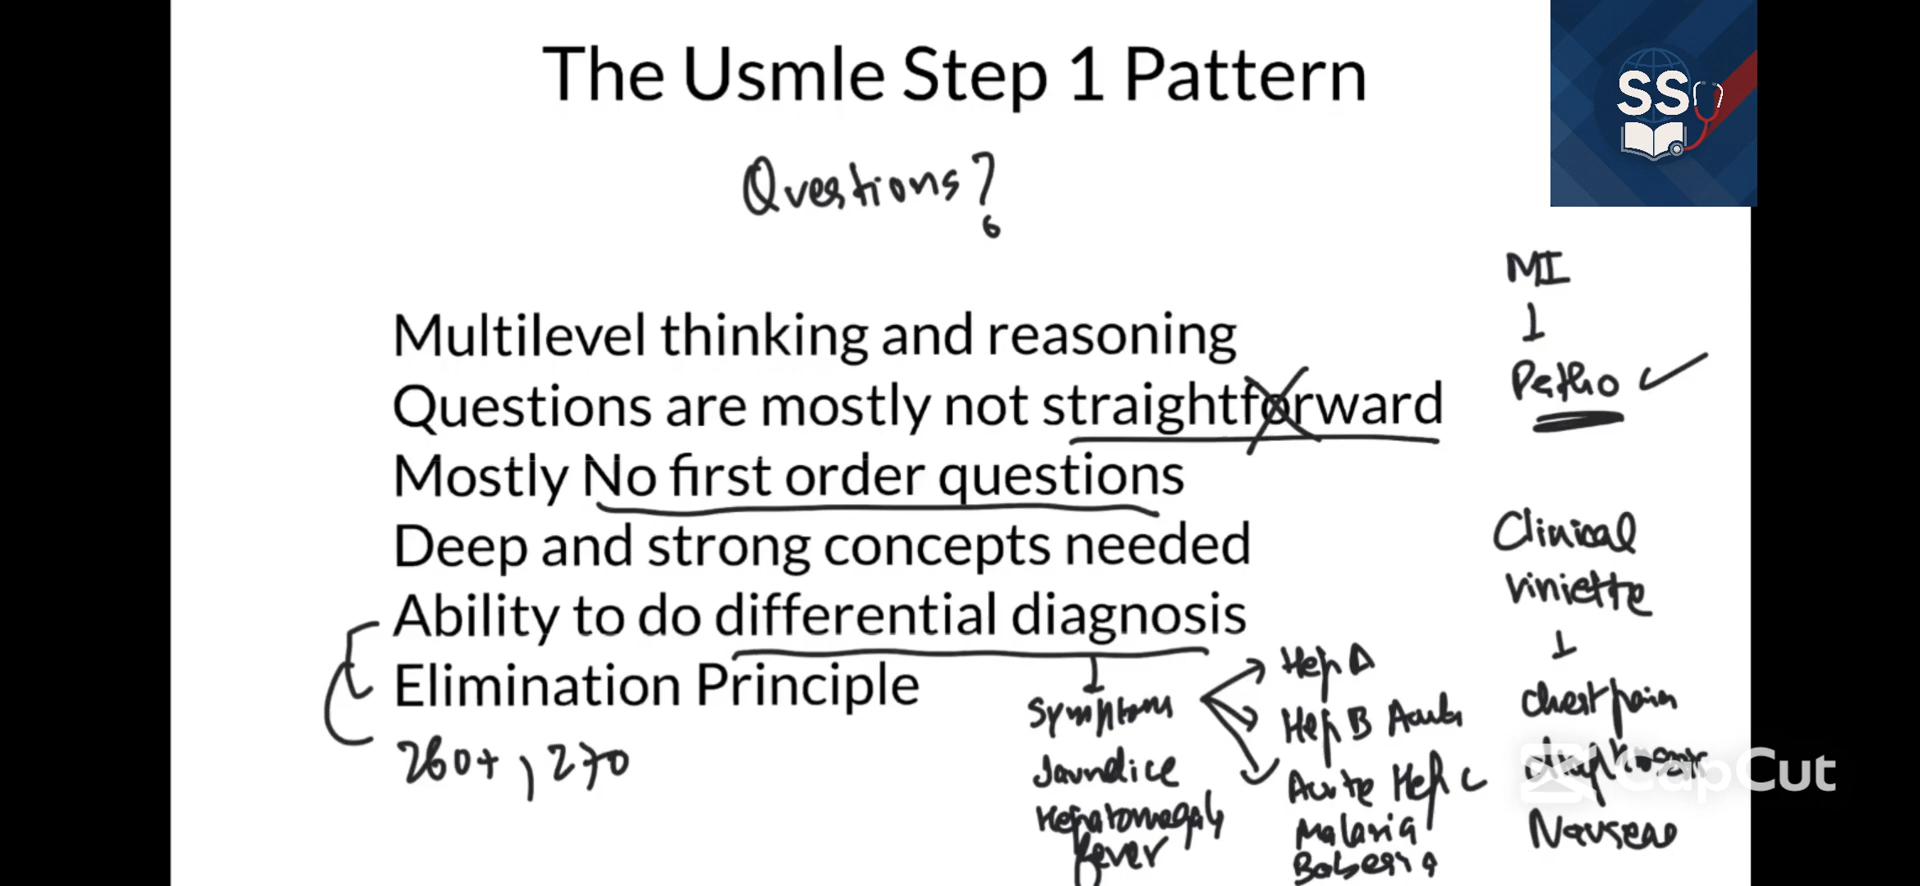 The Usmle Step 1 Pattern
SS
Questions?
Multilevel thinking and reasoning
Questions are mostly not straightforward
Mostly No first order questions
Deep and strong concepts needed
Ability to do differential diagnosis
Elimination Principle
260+, 270
Symptoms
Jaundice
Hepatomegaly
fever
Hep A
Hep B Acute
Acute Hep C
Malaria
MI
Patho
Clinical
Viniette
Chest pain
Nausea
CapCut